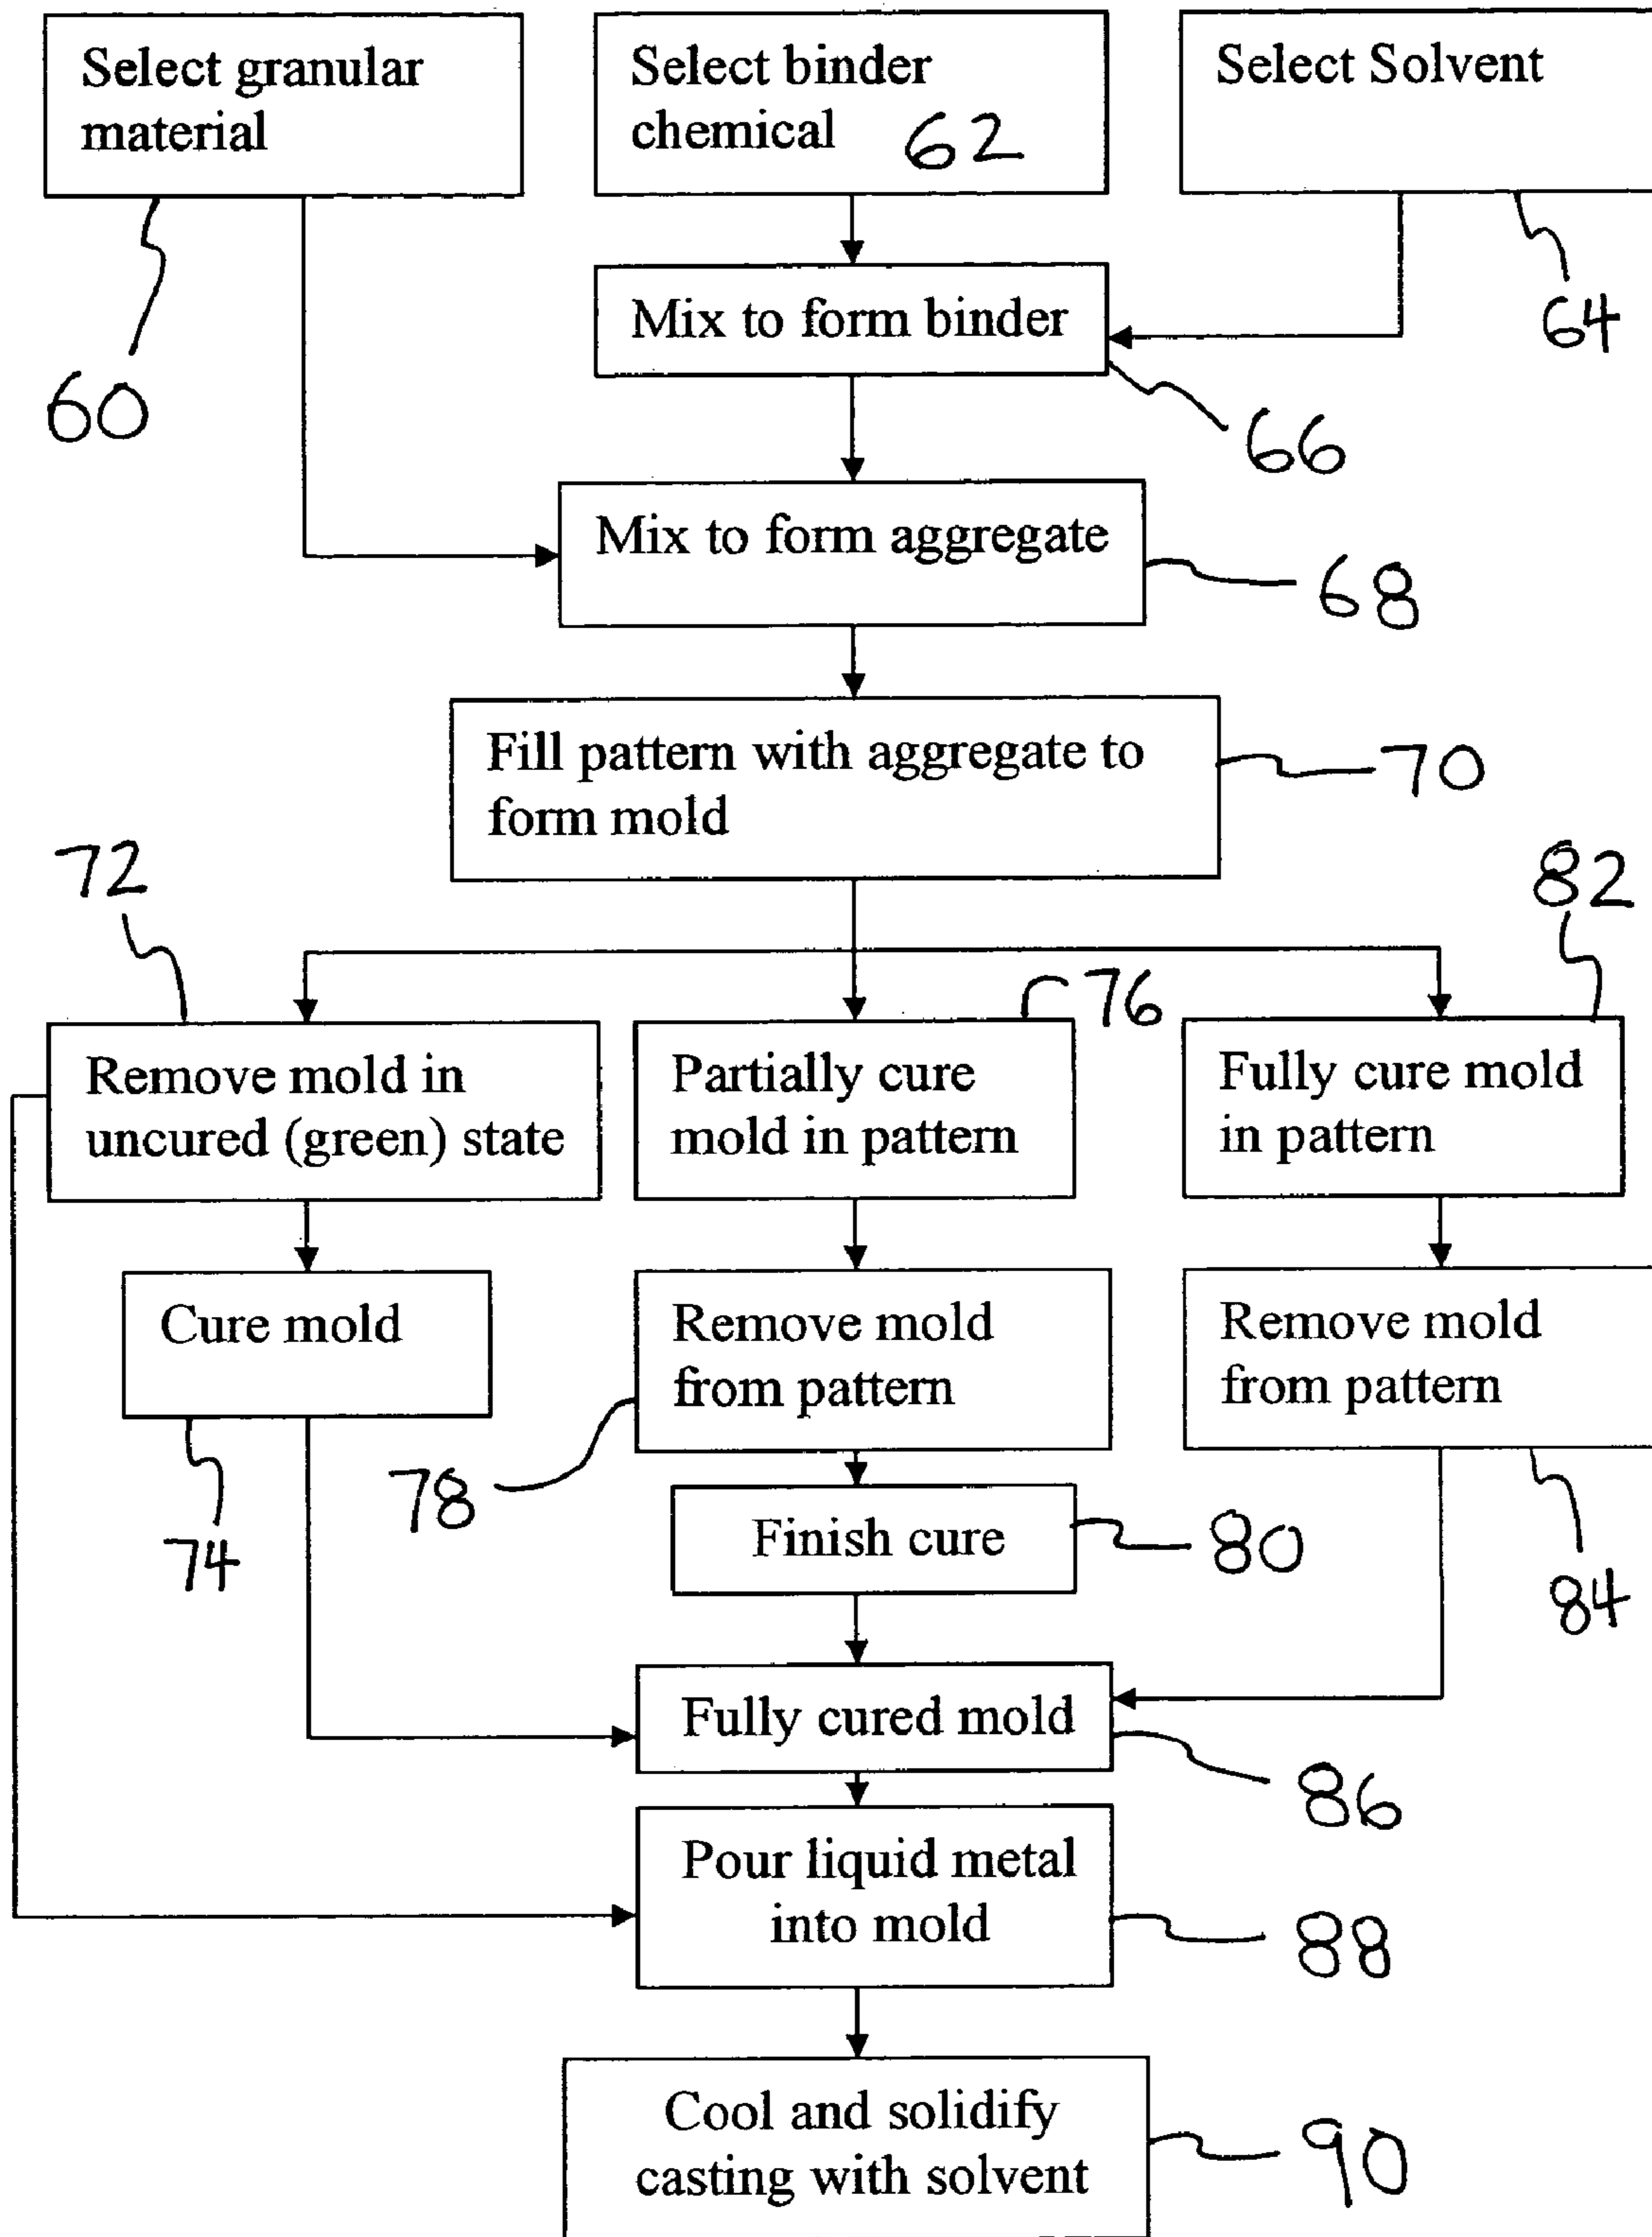 Select granular
material
Select binder
chemical 62
Select Solvent
64
60
Mix to form binder
66
Mix to form aggregate
68
Fill pattern with aggregate to
form mold
70
72
82
76
Remove mold in
uncured (green) state
Partially cure
mold in pattern
Fully cure mold
in pattern
Cure mold
74
Remove mold
from pattern
78
Remove mold
from pattern
84
Finish cure
80
Fully cured mold
86
Pour liquid metal
into mold
88
Cool and solidify
casting with solvent
90